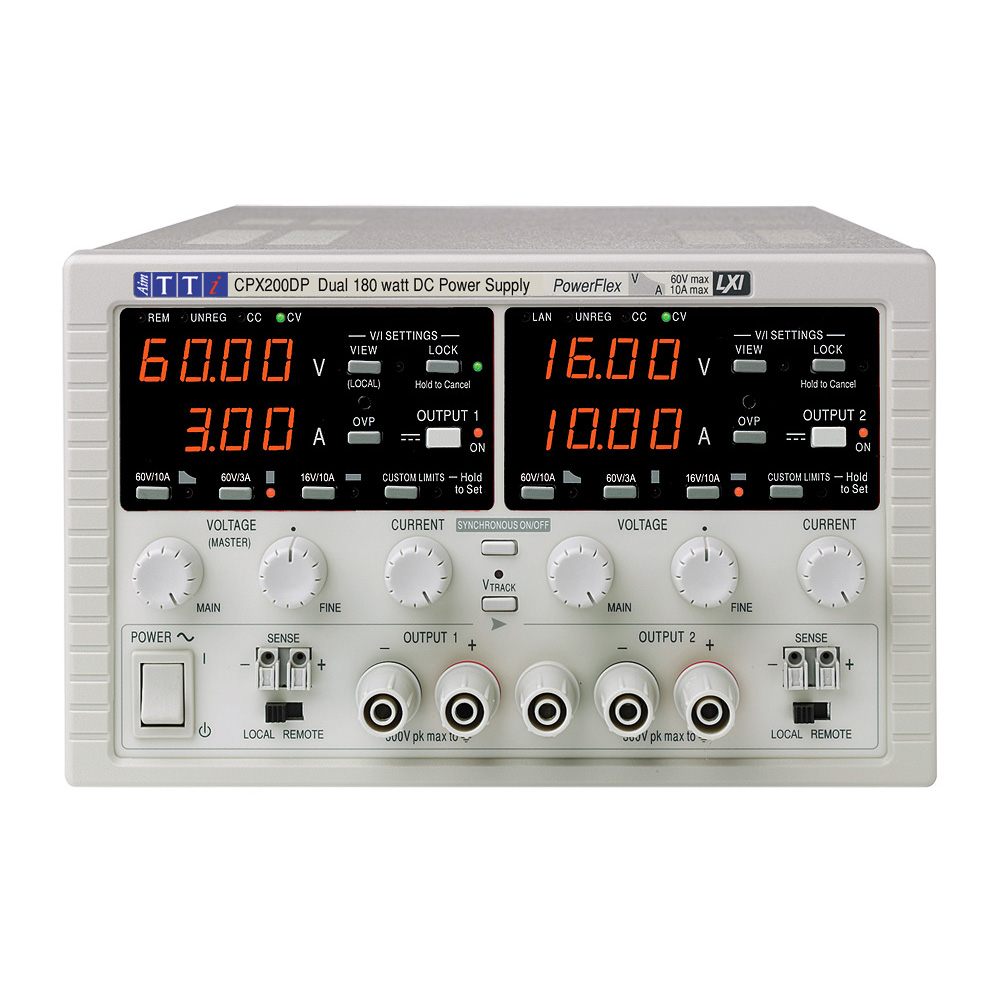 Aim TTi CPX200DP Dual 180 watt DC Power Supply PowerFlex V A 60V max 10A max LXI
REM UNREG CC CV
V/I SETTINGS
VIEW LOCK
60.00 V
(LOCAL) Hold to Cancel
OVP OUTPUT 1
3.00 A
ON
60V/10A 60V/3A 16V/10A CUSTOM LIMITS — Hold to Set
LAN UNREG CC CV
V/I SETTINGS
VIEW LOCK
16.00 V
Hold to Cancel
OVP OUTPUT 2
10.00 A
ON
60V/10A 60V/3A 16V/10A CUSTOM LIMITS — Hold to Set
VOLTAGE (MASTER) CURRENT SYNCHRONOUS ON/OFF VOLTAGE CURRENT
VTRACK
MAIN FINE MAIN FINE
POWER SENSE OUTPUT 1 OUTPUT 2 SENSE
I − + − + − + − +
LOCAL REMOTE 300V pk max to 300V pk max to LOCAL REMOTE